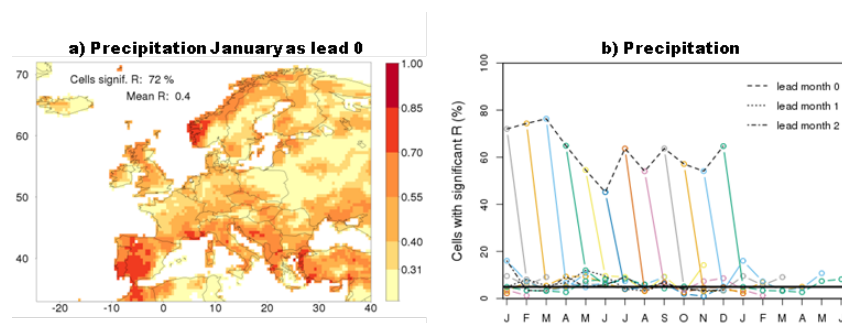 a) Precipitation January as lead 0
Cells signif. R: 72 %
Mean R: 0.4
70
60
50
40
-20 -10 0 10 20 30 40
1.00
0.85
0.70
0.55
0.40
0.31
b) Precipitation
Cells with significant R (%)
100
80
60
40
20
0
lead month 0
lead month 1
lead month 2
J F M A M J J A S O N D J F M A M J